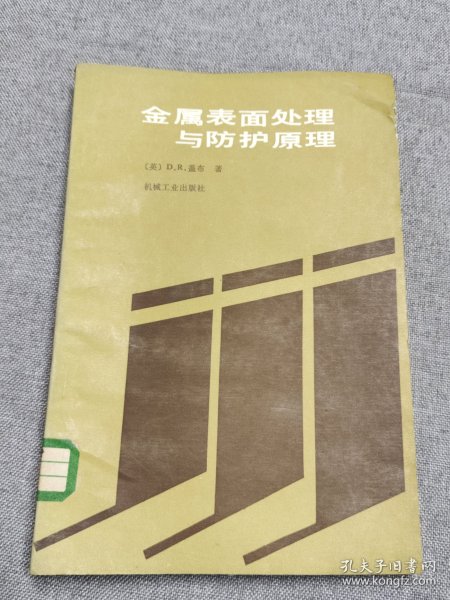 金属表面处理
与防护原理
〔英〕D.R.盖布 著
机械工业出版社
孔夫子旧书网
www.kongfz.com